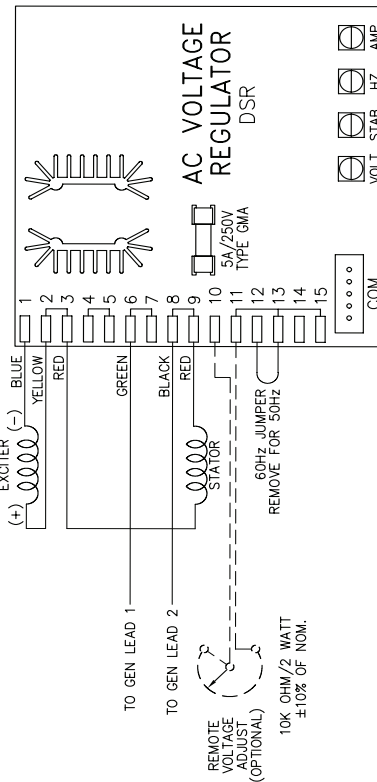 AC VOLTAGE
REGULATOR
DSR
5A/250V
TYPE GMA
AMP
HZ
STAB
VOLT
COM
1
2
3
4
5
6
7
8
9
10
11
12
13
14
15
BLUE
YELLOW
RED
GREEN
BLACK
RED
EXCITER
(+)
(-)
STATOR
60Hz JUMPER
REMOVE FOR 50Hz
TO GEN LEAD 1
TO GEN LEAD 2
REMOTE
VOLTAGE
ADJUST
(OPTIONAL)
10K OHM/2 WATT
±10% OF NOM.